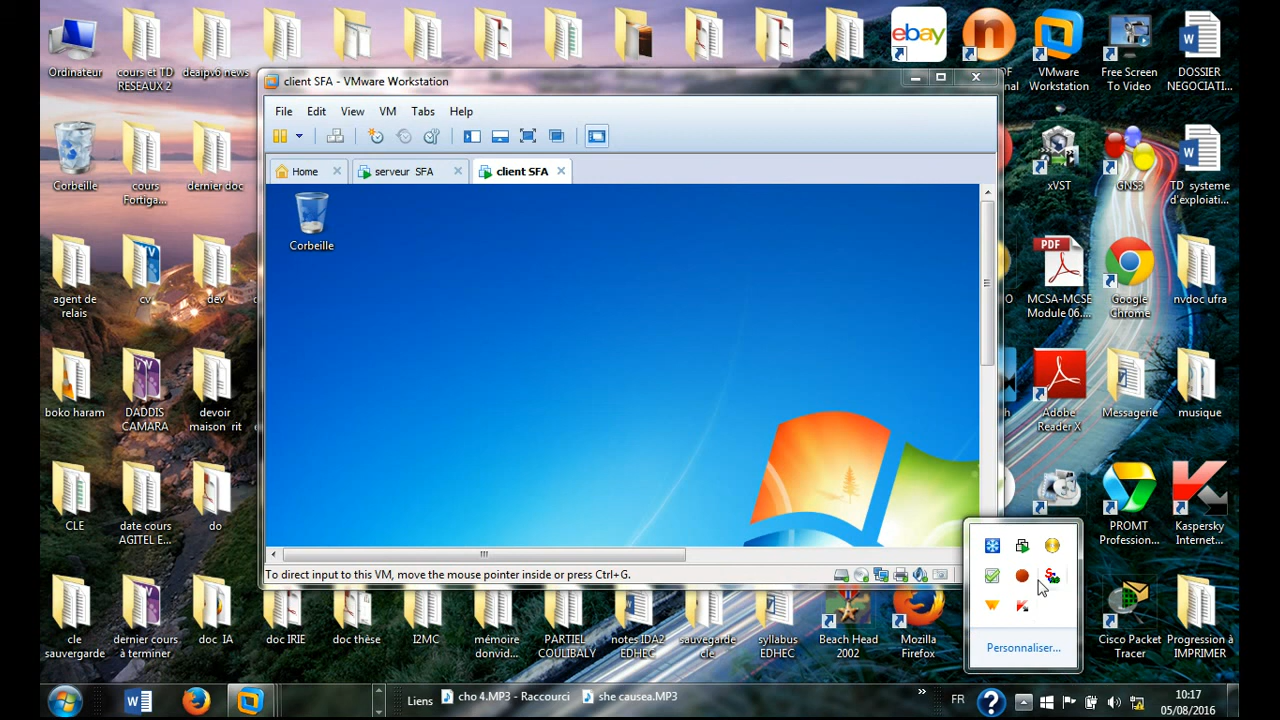 Ordinateur
cours et TD
RESEAUX 2
deaipv6 news
ebay
VMware
Workstation
Free Screen
To Video
DOSSIER
NEGOCIATI...
client SFA - VMware Workstation
File Edit View VM Tabs Help
Home
serveur SFA
client SFA
Corbeille
Corbeille
cours
Fortiga...
dernier doc
xVST
GNS3
TD systeme
d'exploiati...
agent de
relais
cv
dev
PDF
MCSA-MCSE
Module 06....
Google
Chrome
nvdoc ufra
boko haram
DADDIS
CAMARA
devoir
maison rit
Adobe
Reader X
Messagerie
musique
CLE
date cours
AGITEL E...
do
PROMT
Profession...
Kaspersky
Internet...
To direct input to this VM, move the mouse pointer inside or press Ctrl+G.
cle
sauvergarde
dernier cours
à terminer
doc IA
doc IRIE
doc thèse
I2MC
mémoire
donvid...
PARTIEL
COULIBALY
notes IDA2
EDHEC
sauvegarde
cle
syllabus
EDHEC
Beach Head
2002
Mozilla
Firefox
Personnaliser...
Cisco Packet
Tracer
Progression à
IMPRIMER
Liens
cho 4.MP3 - Raccourci
she causea.MP3
FR
10:17
05/08/2016